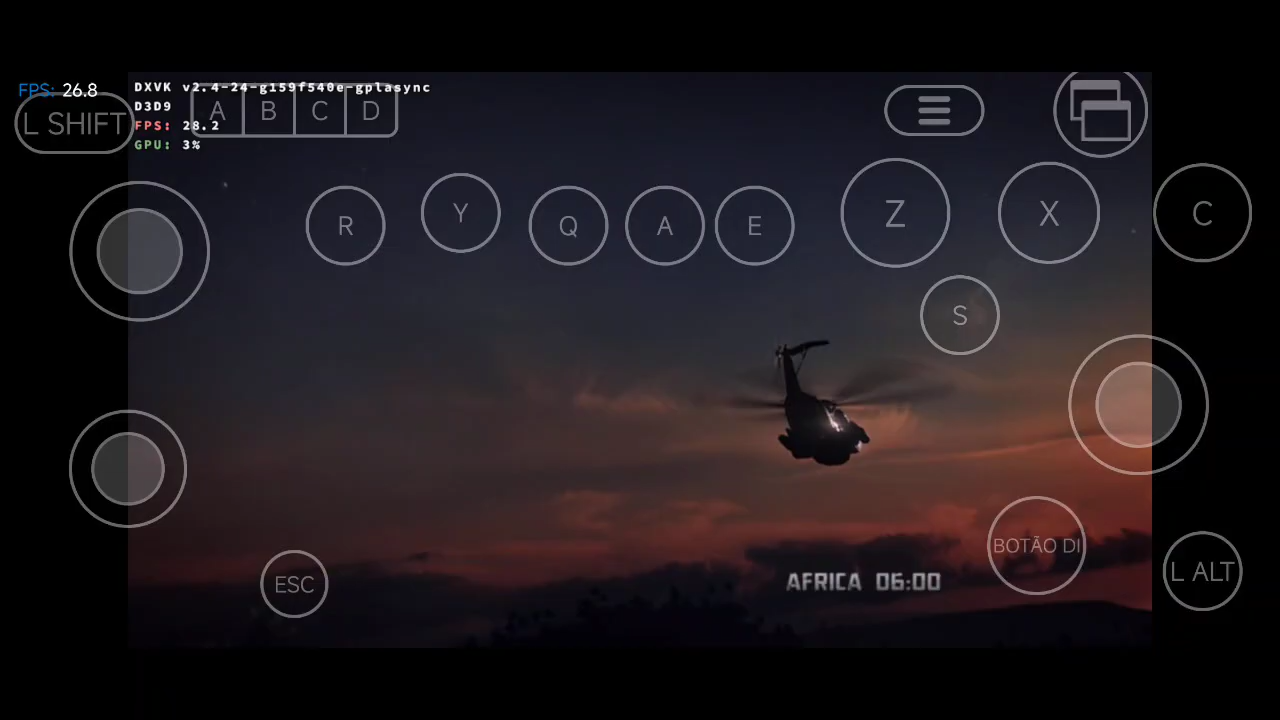 FPS: 26.8
DXVK v2.4-24-g159f540e-gplasync
D3D9
FPS: 28.2
GPU: 3%
L SHIFT
A B C D
R Y Q A E Z X C
S
BOTÃO DI
ESC
L ALT
AFRICA 06:00